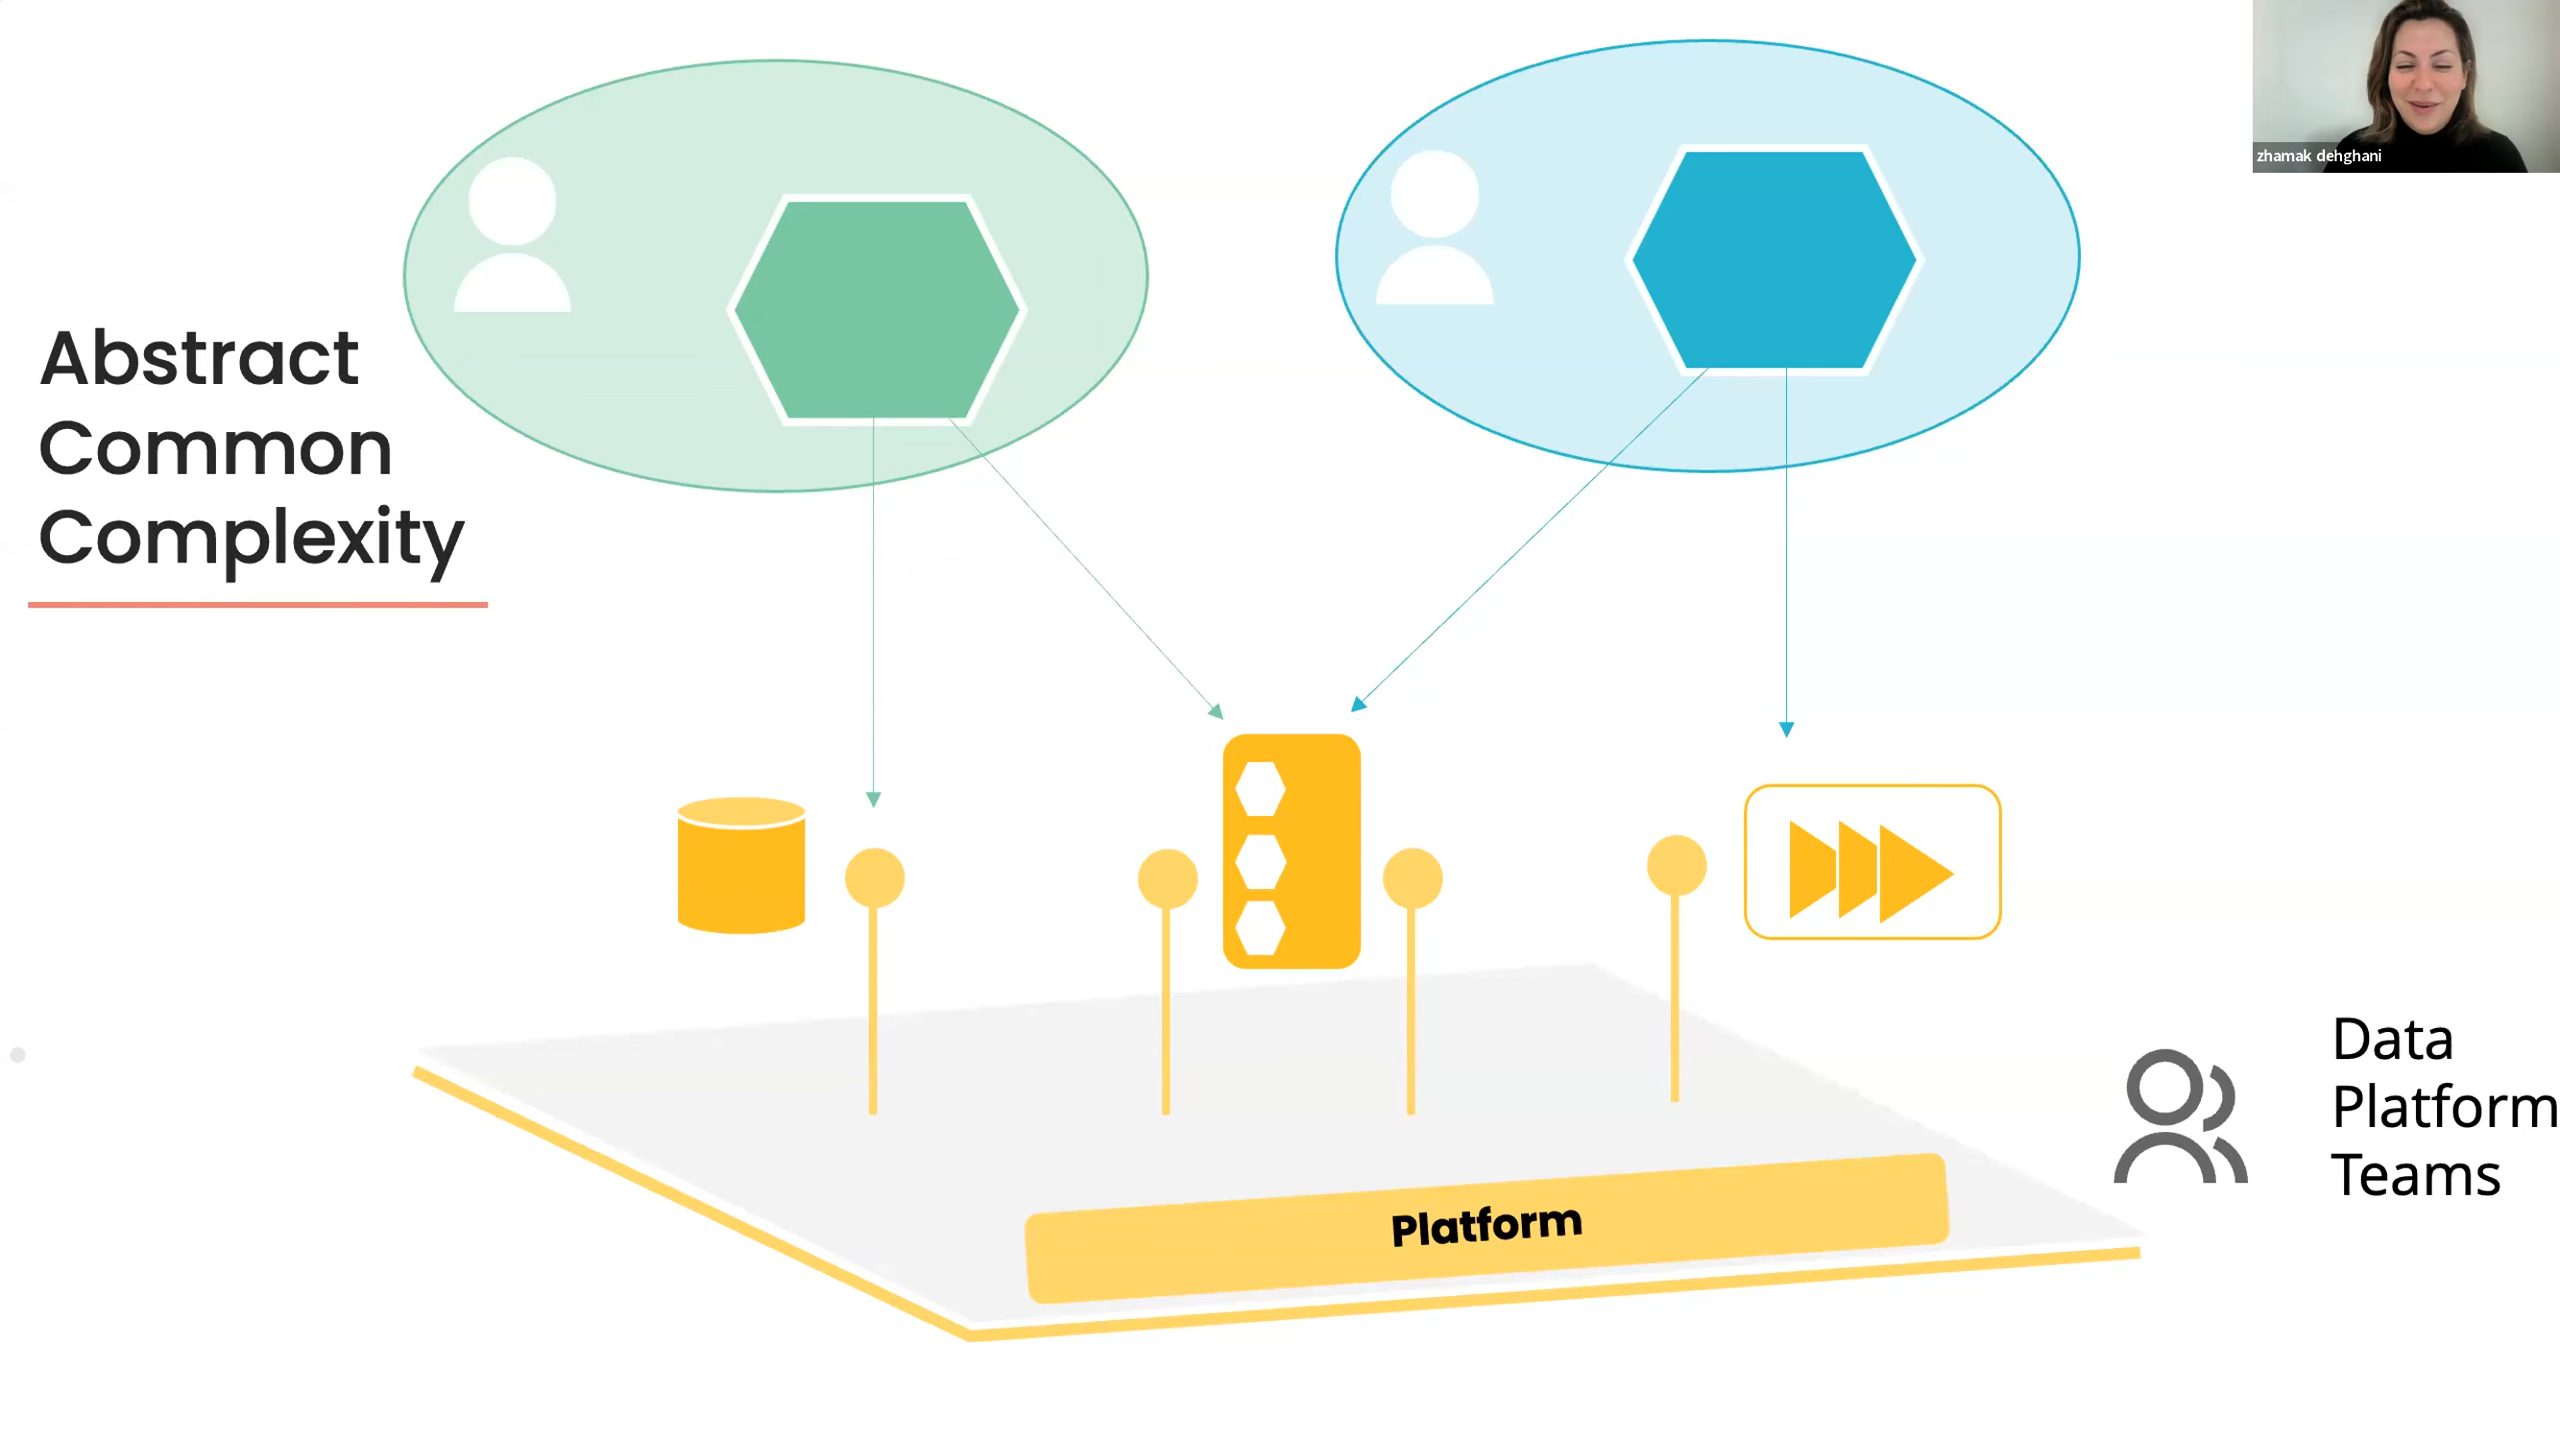 zhamak dehghani
Abstract
Common
Complexity
Data
Platform
Teams
Platform